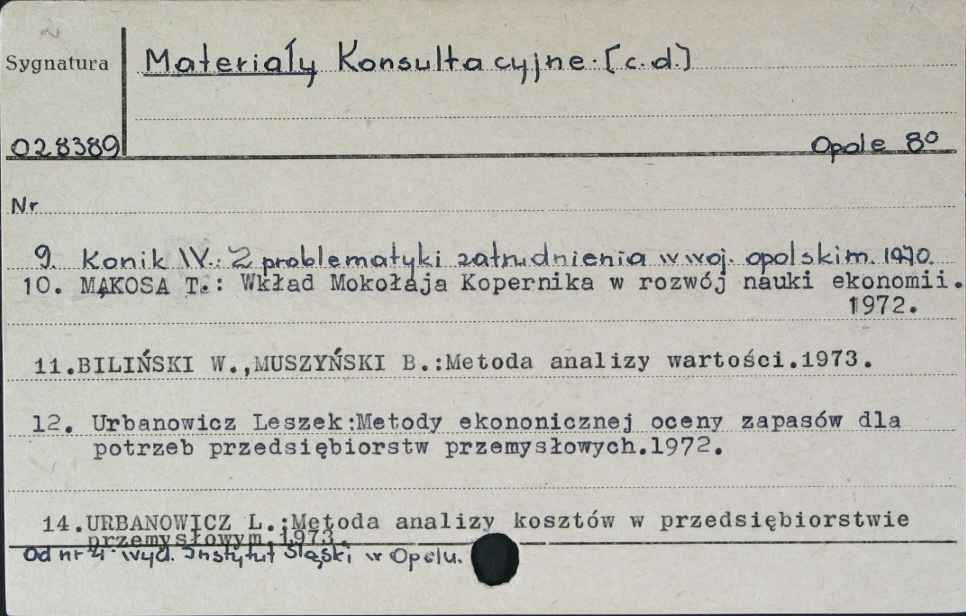 Sygnatura
Materiały Konsultacyjne. [c.d.]
028389
Opole 8°
Nr
9. Konik W.: Z problematyki zatrudnienia w woj. opolskim. 1970.
10. MĄKOSA T.: Wkład Mokołaja Kopernika w rozwój nauki ekonomii.
1972.
11.BILIŃSKI W.,MUSZYŃSKI B.:Metoda analizy wartości.1973.
12. Urbanowicz Leszek:Metody ekononicznej oceny zapasów dla
potrzeb przedsiębiorstw przemysłowych.1972.
14.URBANOWICZ L.:Metoda analizy kosztów w przedsiębiorstwie
przemysłowym.1973.
Od nr 4. wyd. Instytut Śląski w Opolu.